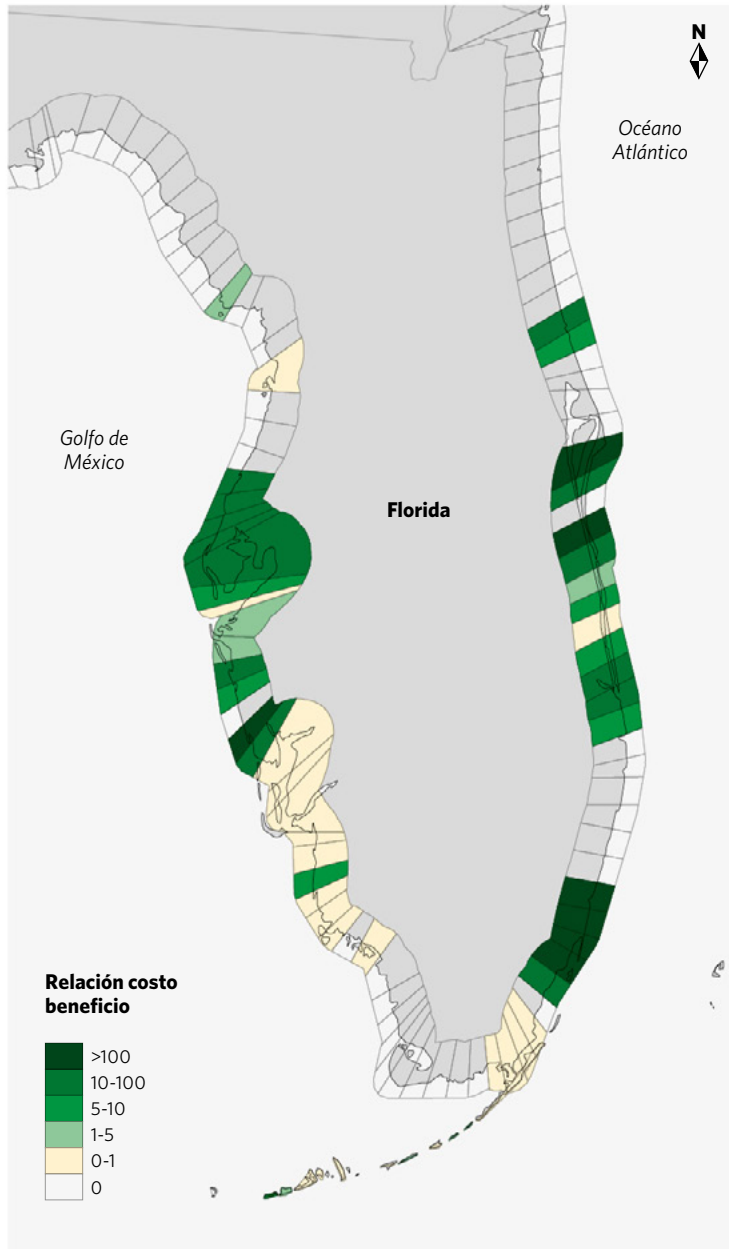 N
Océano
Atlántico
Golfo de
México
Florida
Relación costo
beneficio
>100
10-100
5-10
1-5
0-1
0